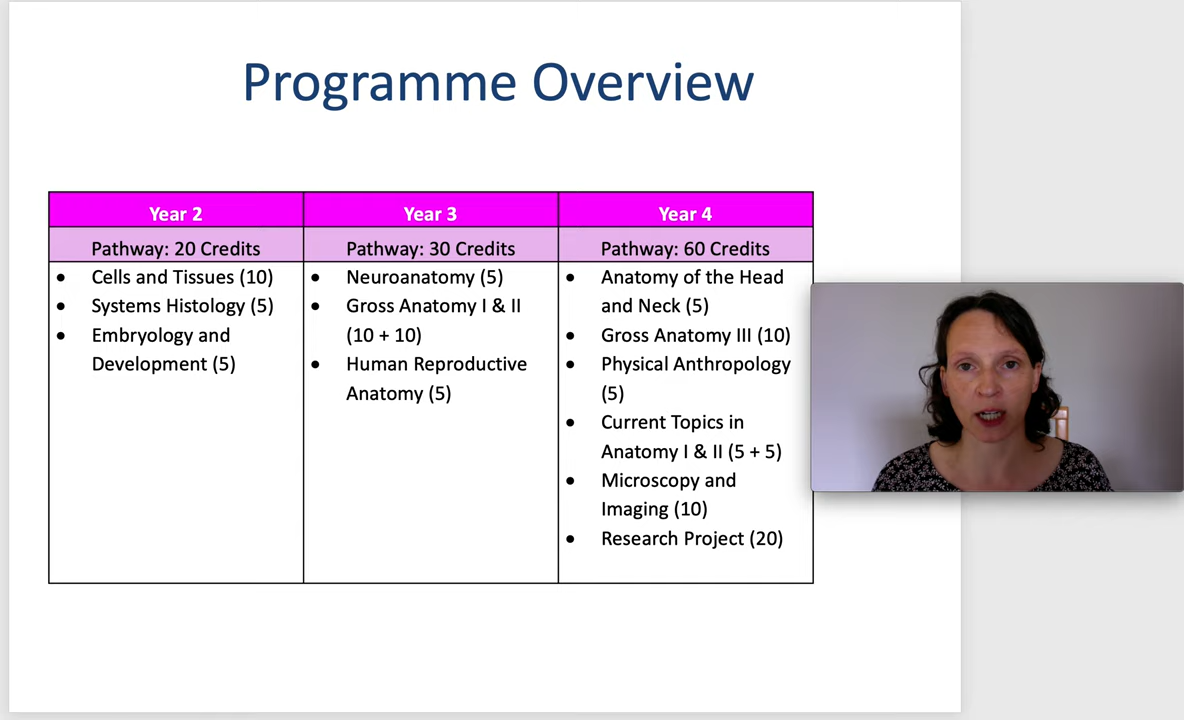 Programme Overview
Year 2
Pathway: 20 Credits
• Cells and Tissues (10)
• Systems Histology (5)
• Embryology and
Development (5)
Year 3
Pathway: 30 Credits
• Neuroanatomy (5)
• Gross Anatomy I & II
(10 + 10)
• Human Reproductive
Anatomy (5)
Year 4
Pathway: 60 Credits
• Anatomy of the Head
and Neck (5)
• Gross Anatomy III (10)
• Physical Anthropology
(5)
• Current Topics in
Anatomy I & II (5 + 5)
• Microscopy and
Imaging (10)
• Research Project (20)